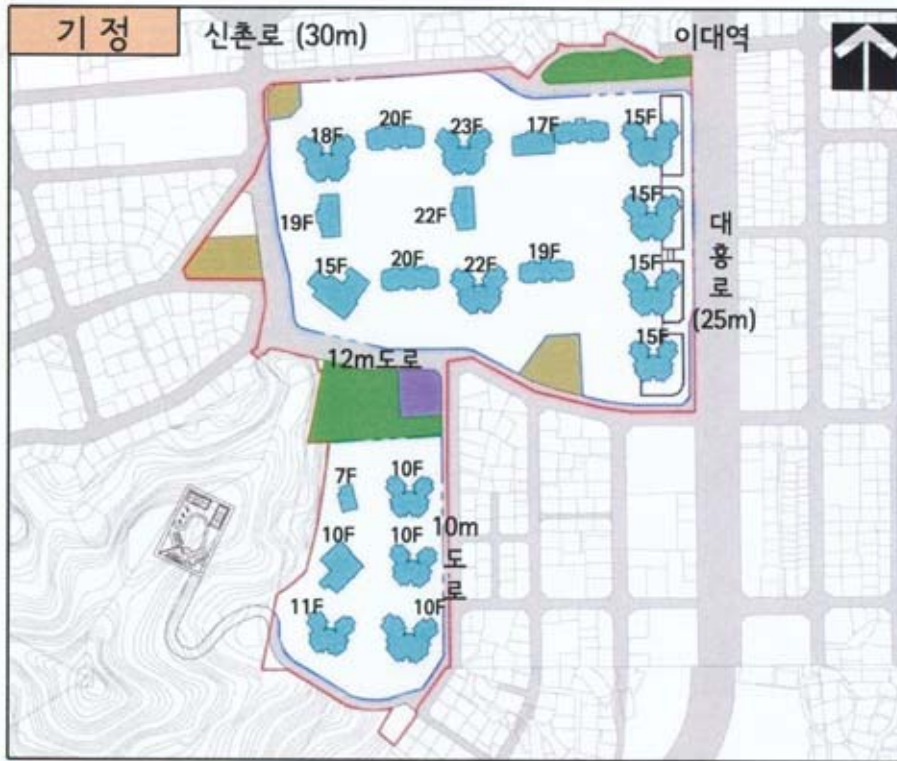 기 정
신촌로 (30m)
이대역
18F
20F
23F
17F
15F
19F
22F
15F
대흥로
(25m)
15F
20F
22F
19F
15F
15F
12m도로
7F
10F
10F
10F
10m
도로
11F
10F